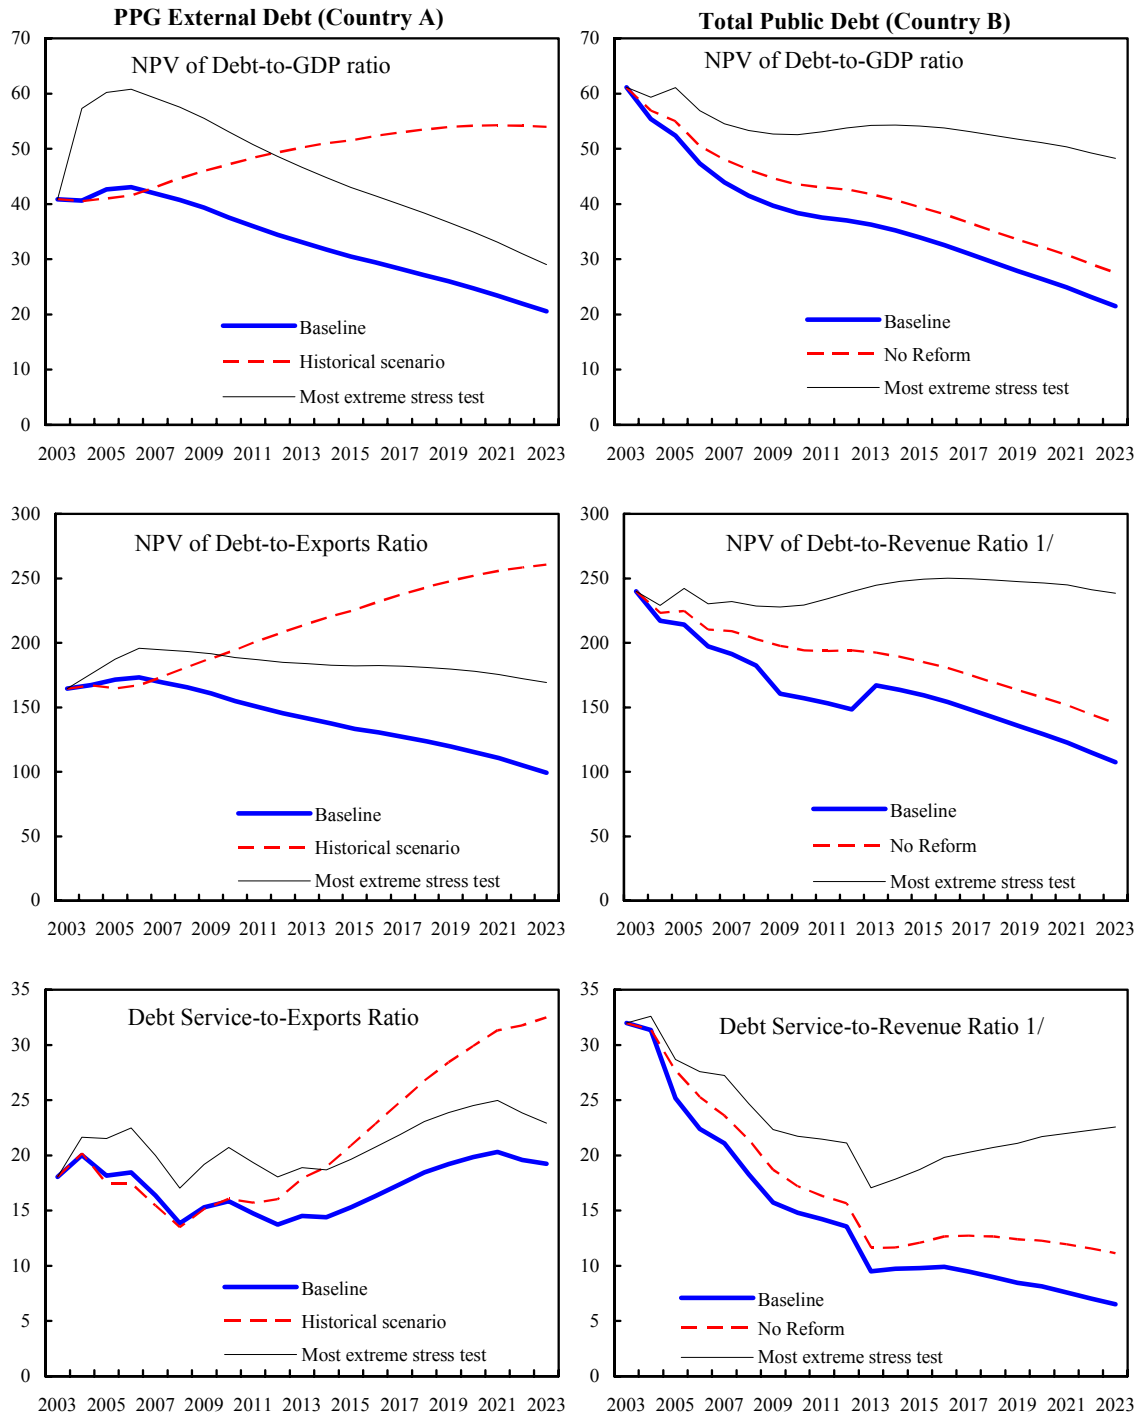 PPG External Debt (Country A)
NPV of Debt-to-GDP ratio
70
60
50
40
30
20
10
0
Baseline
Historical scenario
Most extreme stress test
2003 2005 2007 2009 2011 2013 2015 2017 2019 2021 2023
Total Public Debt (Country B)
NPV of Debt-to-GDP ratio
70
60
50
40
30
20
10
0
Baseline
No Reform
Most extreme stress test
2003 2005 2007 2009 2011 2013 2015 2017 2019 2021 2023
NPV of Debt-to-Exports Ratio
300
250
200
150
100
50
0
Baseline
Historical scenario
Most extreme stress test
2003 2005 2007 2009 2011 2013 2015 2017 2019 2021 2023
NPV of Debt-to-Revenue Ratio 1/
300
250
200
150
100
50
0
Baseline
No Reform
Most extreme stress test
2003 2005 2007 2009 2011 2013 2015 2017 2019 2021 2023
Debt Service-to-Exports Ratio
35
30
25
20
15
10
5
0
Baseline
Historical scenario
Most extreme stress test
2003 2005 2007 2009 2011 2013 2015 2017 2019 2021 2023
Debt Service-to-Revenue Ratio 1/
35
30
25
20
15
10
5
0
Baseline
No Reform
Most extreme stress test
2003 2005 2007 2009 2011 2013 2015 2017 2019 2021 2023